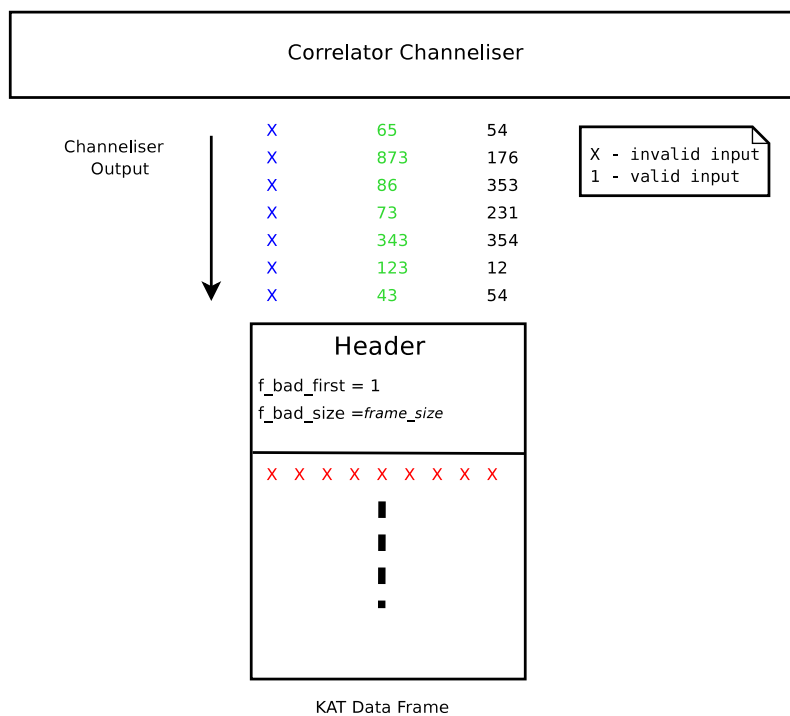 Correlator Channeliser
Channeliser
Output
X 65 54
X 873 176
X 86 353
X 73 231
X 343 354
X 123 12
X 43 54
X - invalid input
1 - valid input
Header
f_bad_first = 1
f_bad_size =frame_size
X X X X X X X X X
KAT Data Frame